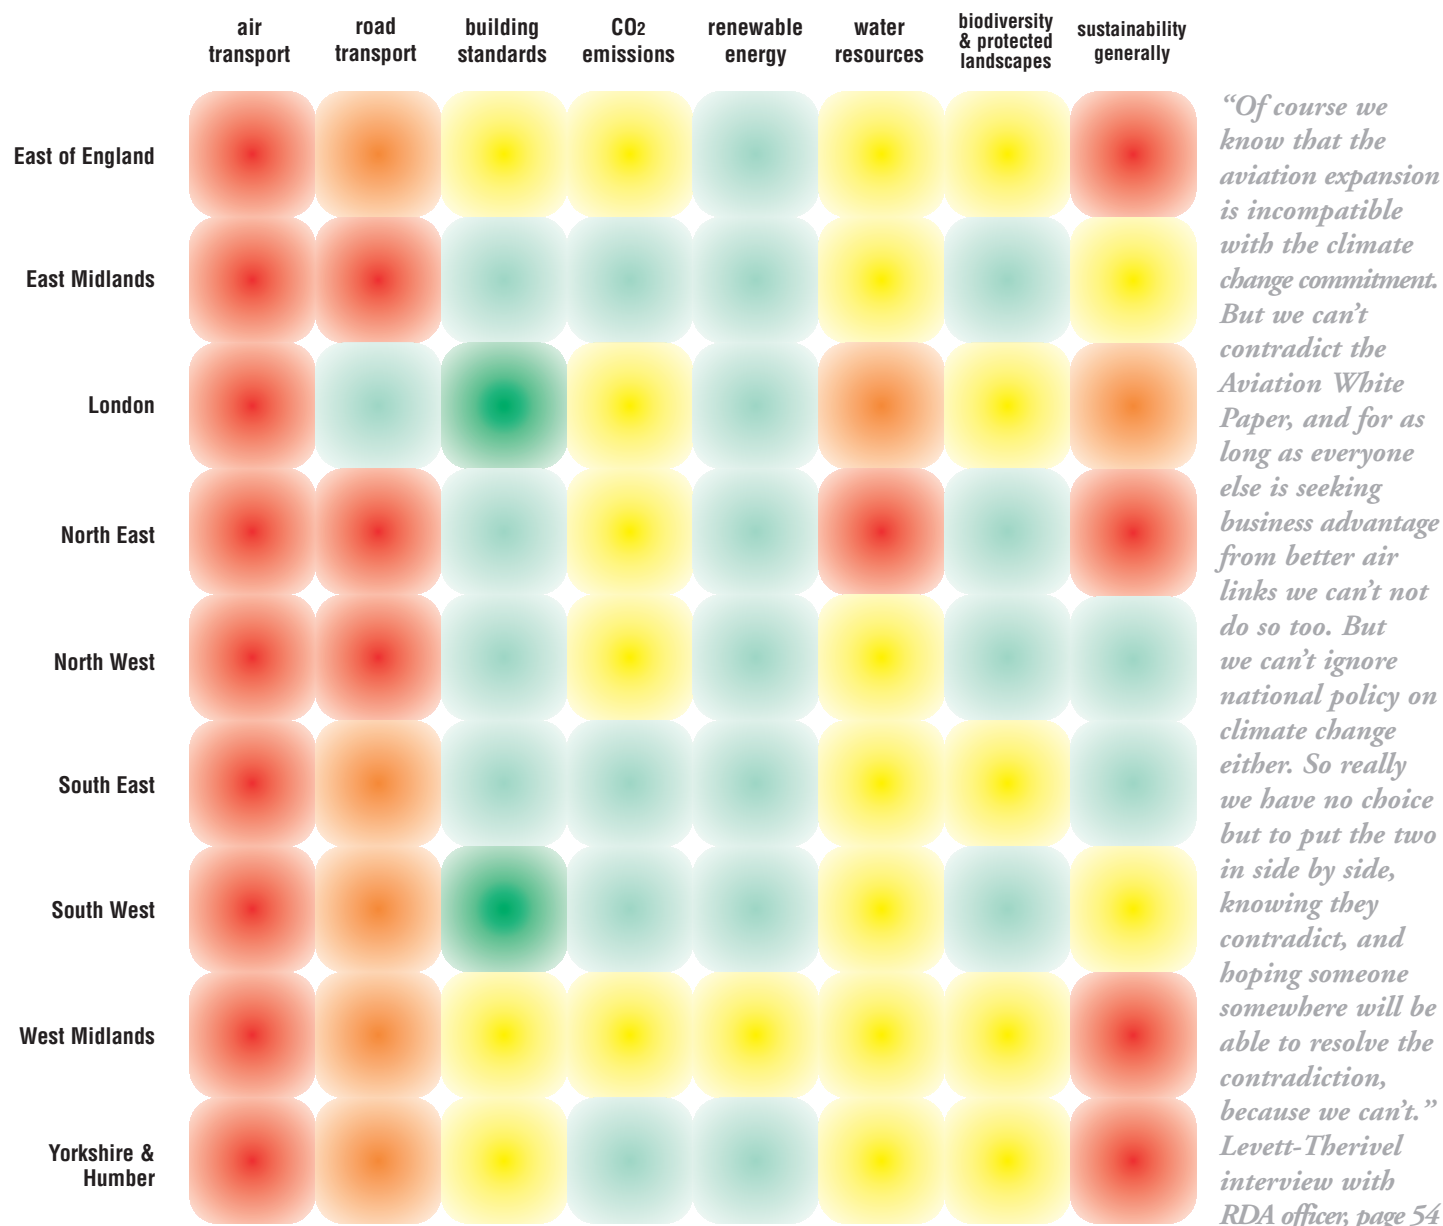 air
transport
road
transport
building
standards
CO2
emissions
renewable
energy
water
resources
biodiversity
& protected
landscapes
sustainability
generally
East of England
East Midlands
London
North East
North West
South East
South West
West Midlands
Yorkshire &
Humber
“Of course we
know that the
aviation expansion
is incompatible
with the climate
change commitment.
But we can’t
contradict the
Aviation White
Paper, and for as
long as everyone
else is seeking
business advantage
from better air
links we can’t not
do so too. But
we can’t ignore
national policy on
climate change
either. So really
we have no choice
but to put the two
in side by side,
knowing they
contradict, and
hoping someone
somewhere will be
able to resolve the
contradiction,
because we can’t.”
Levett-Therivel
interview with
RDA officer, page 54